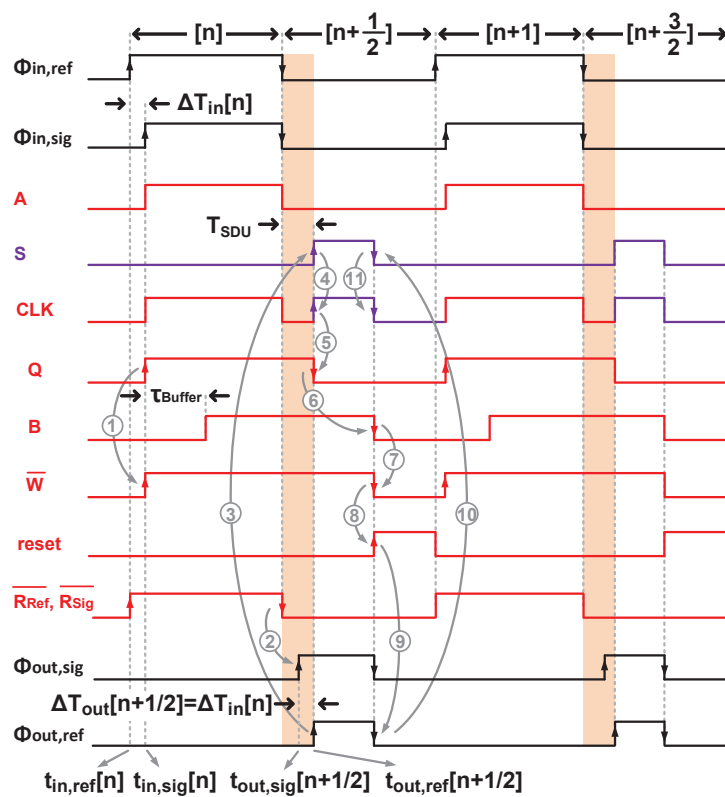 [n] [n+1/2] [n+1] [n+3/2]
Φin,ref
ΔTin[n]
Φin,sig
A
TSDU
S
4 11
CLK
5
Q
τBuffer 6
1
B
7
W̅
8
3 10
reset
R̅R̅e̅f̅, R̅S̅i̅g̅
2 9
Φout,sig
ΔTout[n+1/2]=ΔTin[n]
Φout,ref
tin,ref[n] tin,sig[n] tout,sig[n+1/2] tout,ref[n+1/2]